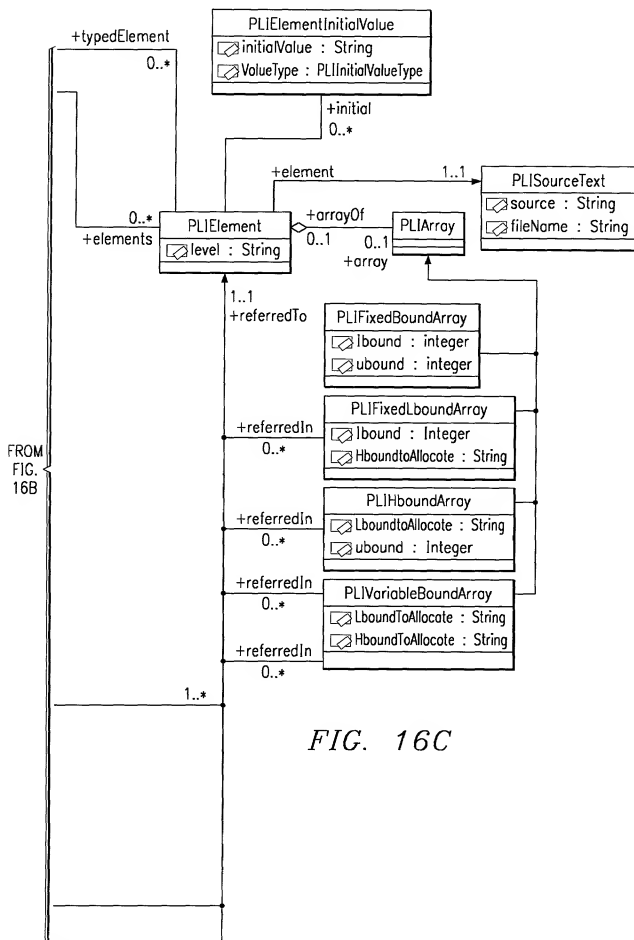 PLIElementInitialValue
initialValue : String
ValueType : PLIInitialValueType
+typedElement
0..*
+initial
0..*
+element
1..1
PLISourceText
source : String
fileName : String
0..*
+elements
PLIElement
level : String
+arrayOf
0..1
0..1
+array
PLIArray
1..1
+referredTo
PLIFixedBoundArray
lbound : integer
ubound : integer
PLIFixedLboundArray
lbound : Integer
HboundtoAllocate : String
+referredIn
0..*
FROM
FIG.
16B
PLIHboundArray
LboundtoAllocate : String
ubound : Integer
+referredIn
0..*
PLIVariableBoundArray
LboundToAllocate : String
HboundToAllocate : String
+referredIn
0..*
+referredIn
0..*
1..*
FIG. 16C